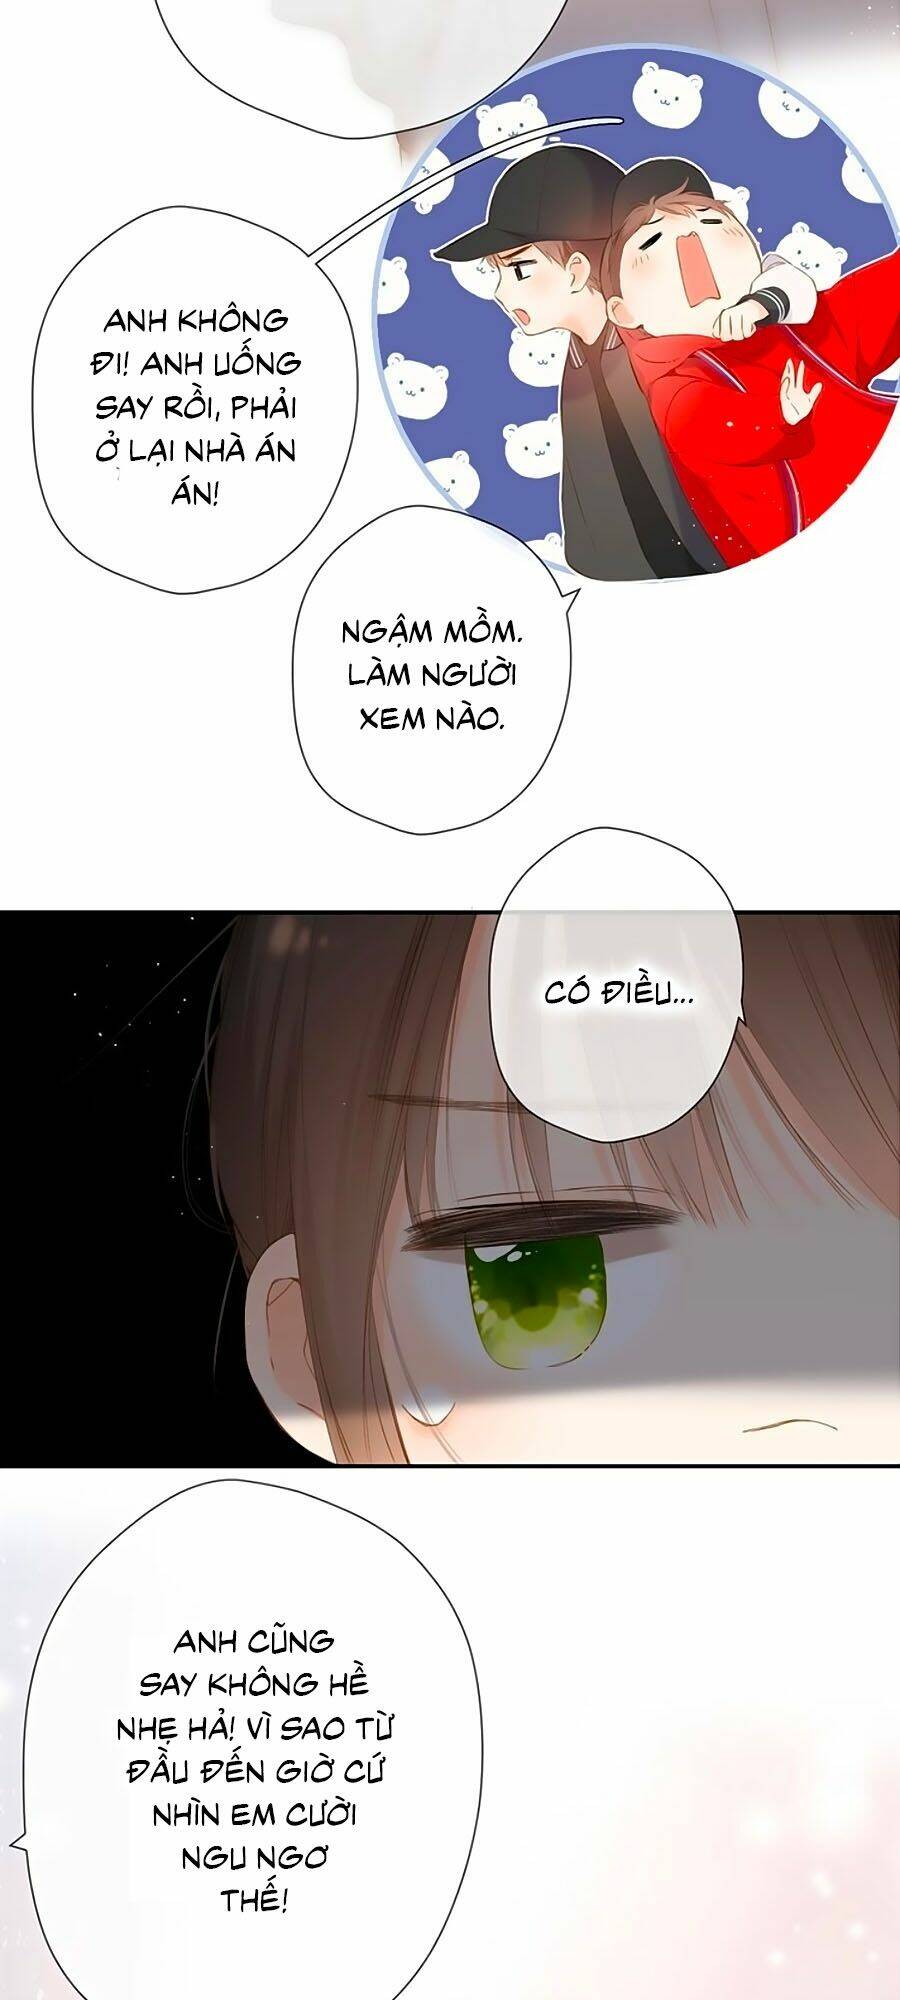 ANH KHÔNG
ĐI! ANH UỐNG
SAY RỒI, PHẢI
Ở LẠI NHÀ ÁN
ÁN!
NGẬM MỒM.
LÀM NGƯỜI
XEM NÀO.
CÓ ĐIỀU...
ANH CŨNG
SAY KHÔNG HỀ
NHẸ HẢ! VÌ SAO TỪ
ĐẦU ĐẾN GIỜ CỨ
NHÌN EM CƯỜI
NGU NGƠ
THẾ!